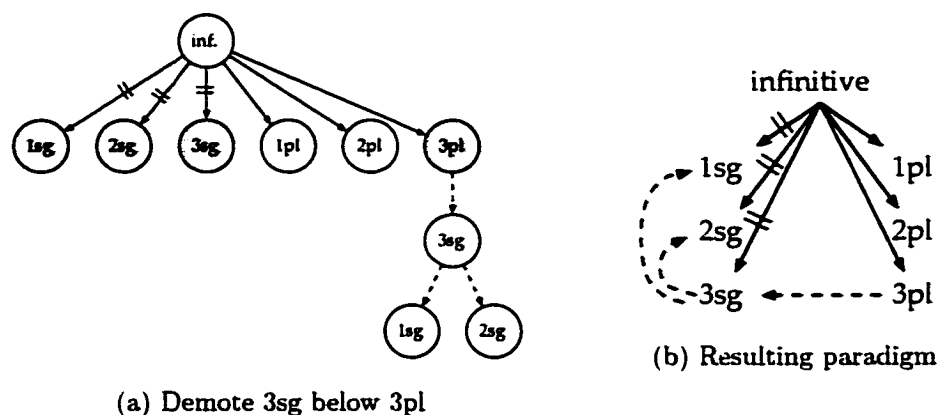 inf.
1sg 2sg 3sg 1pl 2pl 3pl
3sg
1sg 2sg
(a) Demote 3sg below 3pl
infinitive
1sg 1pl
2sg 2pl
3sg 3pl
(b) Resulting paradigm